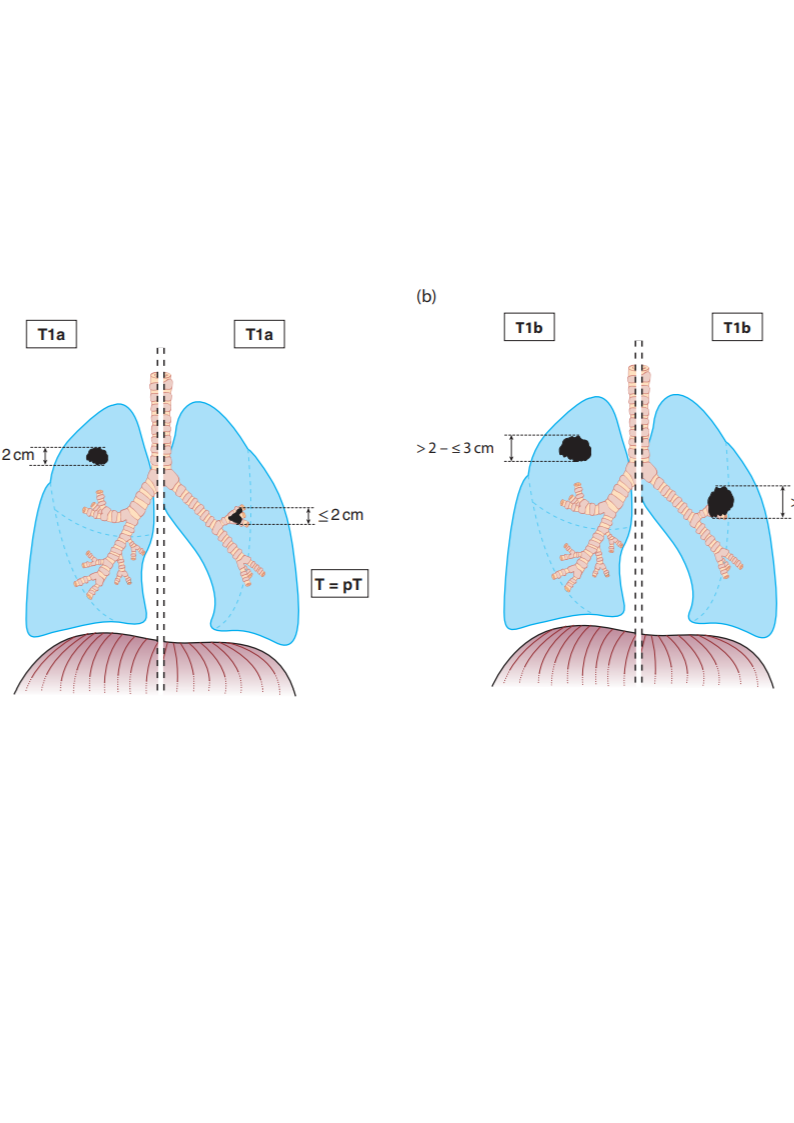 (b)
T1a
T1a
T1b
T1b
2 cm
≤ 2 cm
T = pT
> 2 – ≤ 3 cm
>